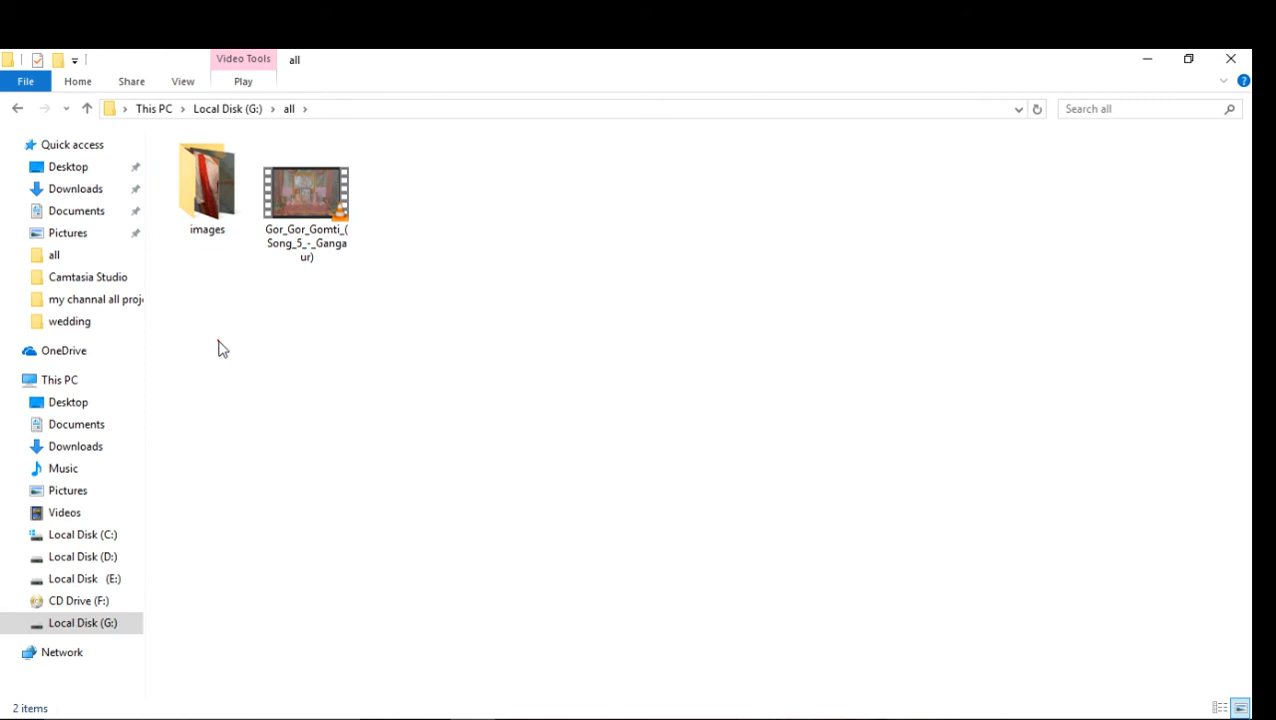 Video Tools
all
File
Home
Share
View
Play
This PC
Local Disk (G:)
all
Search all
Quick access
Desktop
Downloads
Documents
Pictures
all
Camtasia Studio
my channal all proje
wedding
OneDrive
This PC
Desktop
Documents
Downloads
Music
Pictures
Videos
Local Disk (C:)
Local Disk (D:)
Local Disk (E:)
CD Drive (F:)
Local Disk (G:)
Network
images
Gor_Gor_Gomti_(
Song_5_-_Ganga
ur)
2 items